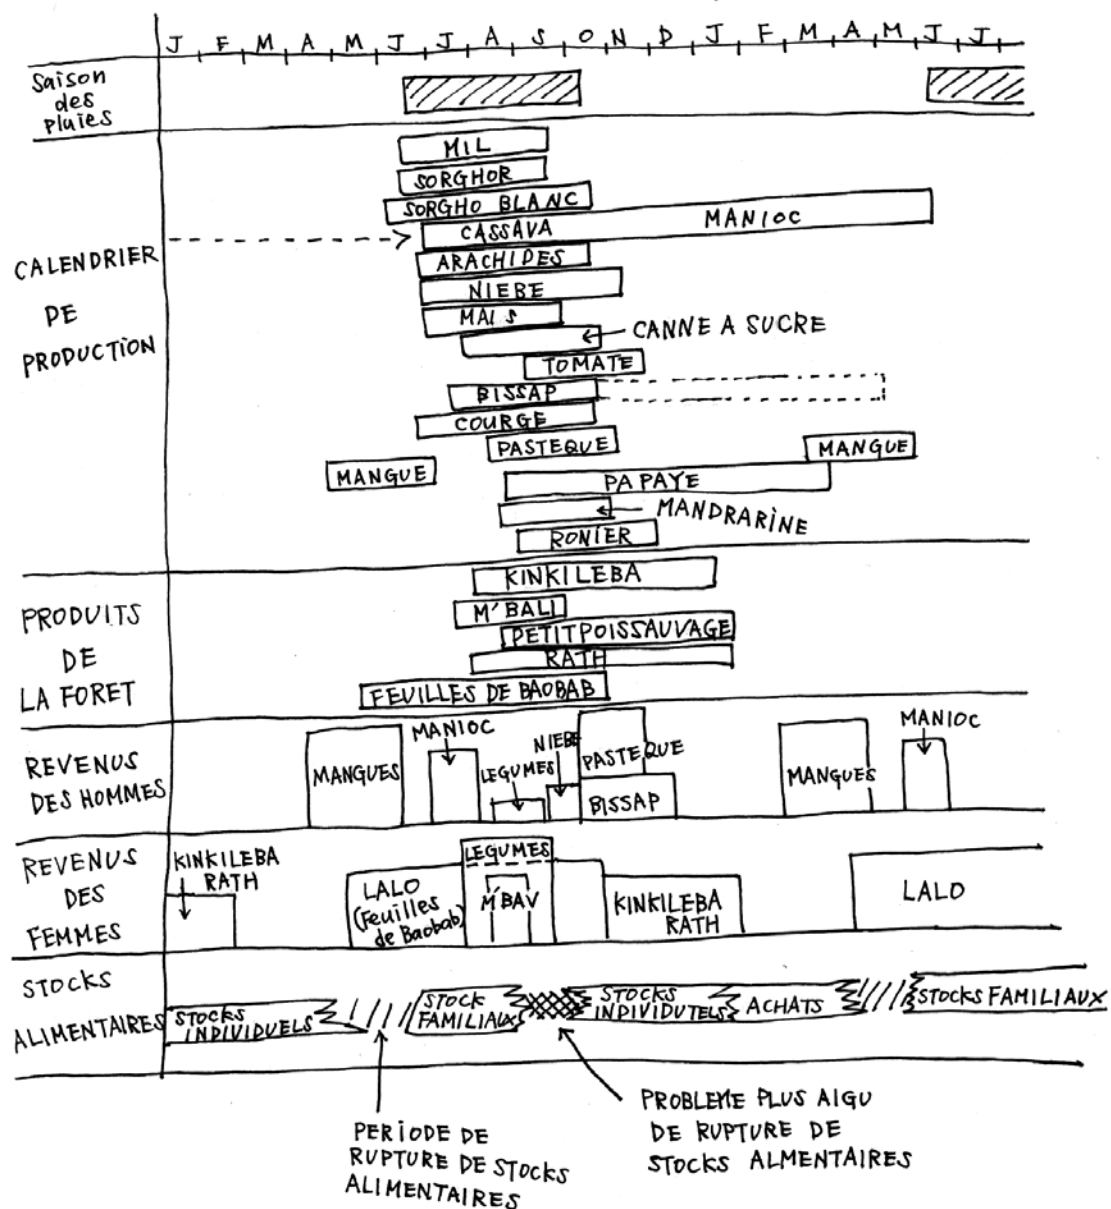 J F M A M J J A S O N D J F M A M J J
Saison
des
Pluies
CALENDRIER
DE
PRODUCTION
MIL
SORGHOR
SORGHO BLANC
CASSAVA MANIOC
ARACHIDES
NIEBE
MAIS
CANNE A SUCRE
TOMATE
BISSAP
COURGE
PASTEQUE
MANGUE
MANGUE
PAPAYE
MANDRARINE
RONIER
PRODUITS
DE
LA FORET
KINKILEBA
M'BALI
PETITPOISSAUVAGE
RATH
FEUILLES DE BAOBAB
REVENUS
DES HOMMES
MANGUES
MANIOC
LEGUMES
NIEBE
PASTEQUE
BISSAP
MANGUES
MANIOC
REVENUS
DES
FEMMES
KINKILEBA
RATH
LALO
(Feuilles
de Baobab)
LEGUMES
M'BAV
KINKILEBA
RATH
LALO
STOCKS
ALIMENTAIRES
STOCKS
INDIVIDUELS
STOCK
FAMILIAUX
STOCKS
INDIVIDUTELS
ACHATS
STOCKS FAMILIAUX
PERIODE DE
RUPTURE DE STOCKS
ALIMENTAIRES
PROBLEME PLUS AIGU
DE RUPTURE DE
STOCKS ALMENTAIRES